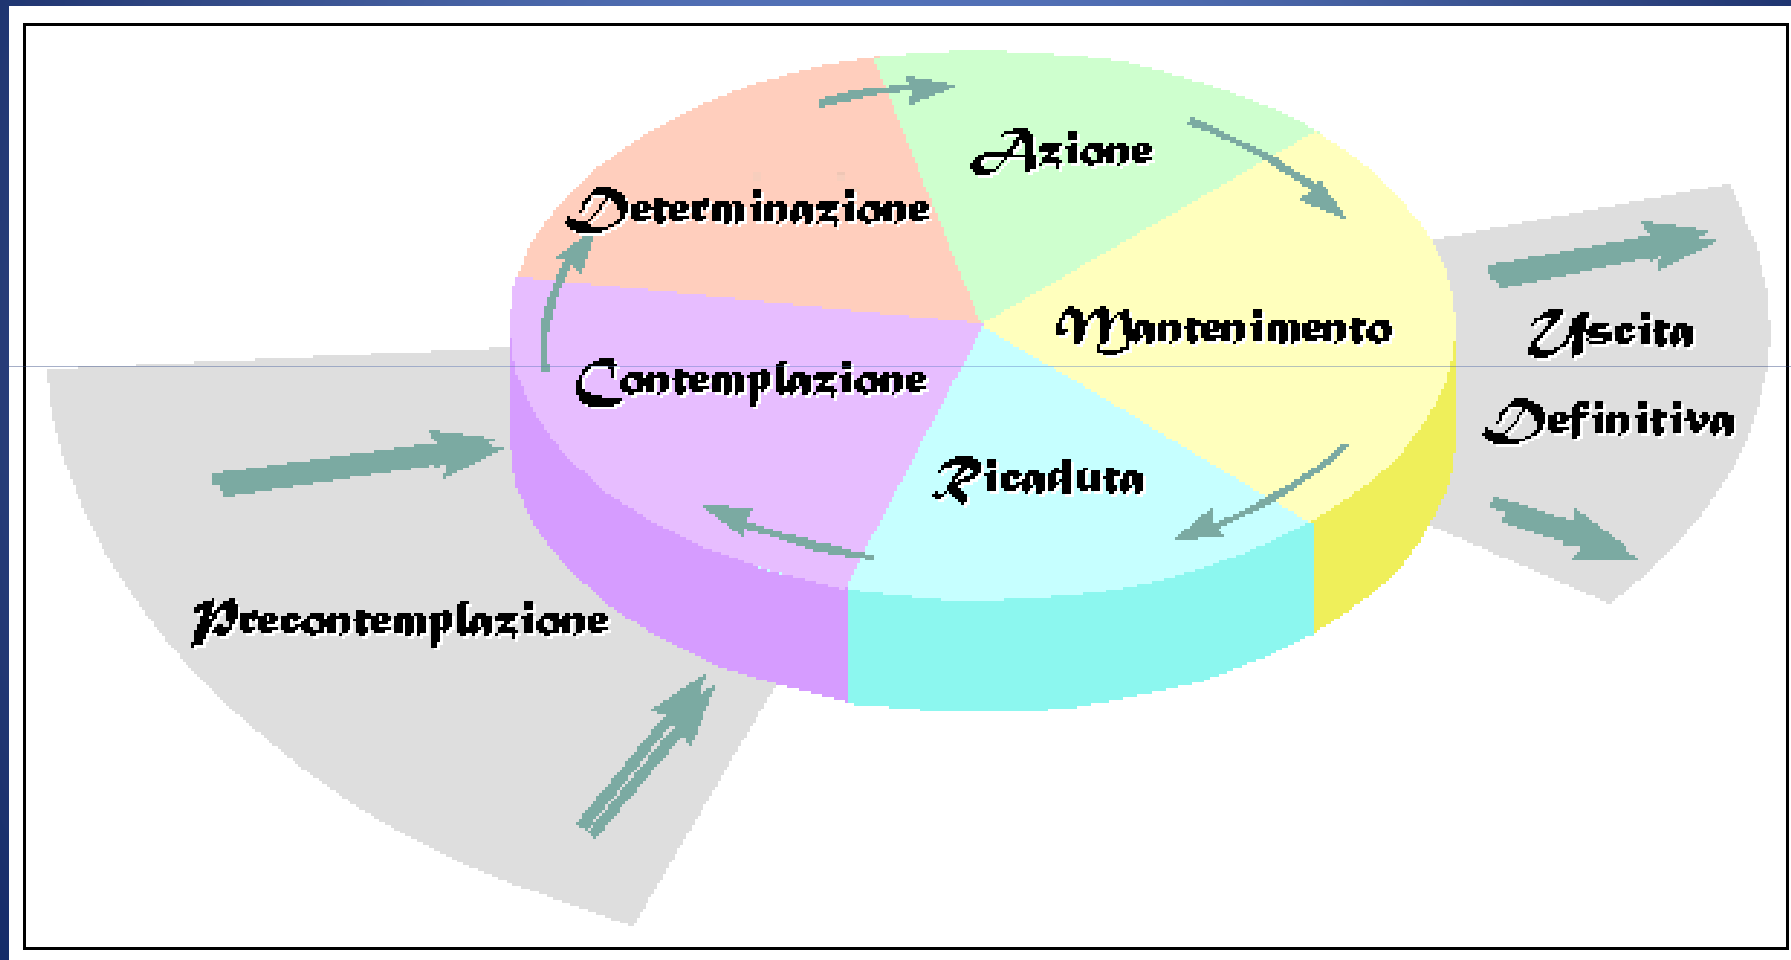 Azione
Determinazione
Mantenimento
Uscita
Contemplazione
Definitiva
Ricaduta
Precontemplazione